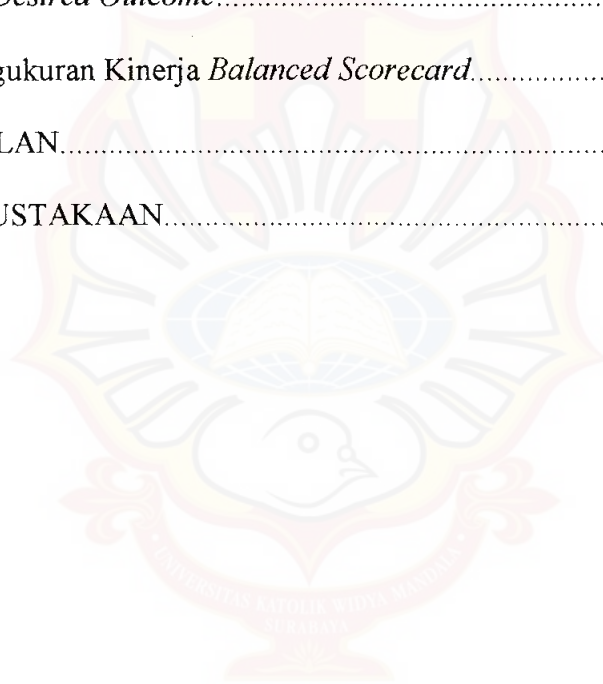 Desired Outcome................................................
gukuran Kinerja Balanced Scorecard..................
LAN....................................................................
USTAKAAN.......................................................
UNIVERSITAS KATOLIK WIDYA MANDALA
SURABAYA